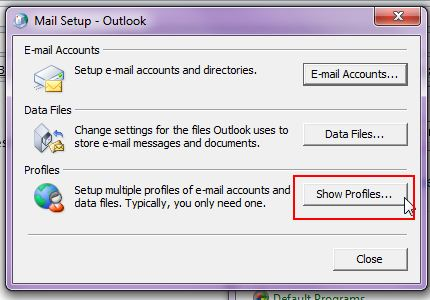 Mail Setup - Outlook
E-mail Accounts
Setup e-mail accounts and directories.
E-mail Accounts...
Data Files
Change settings for the files Outlook uses to
store e-mail messages and documents.
Data Files...
Profiles
Setup multiple profiles of e-mail accounts and
data files. Typically, you only need one.
Show Profiles...
Close
Default Programs